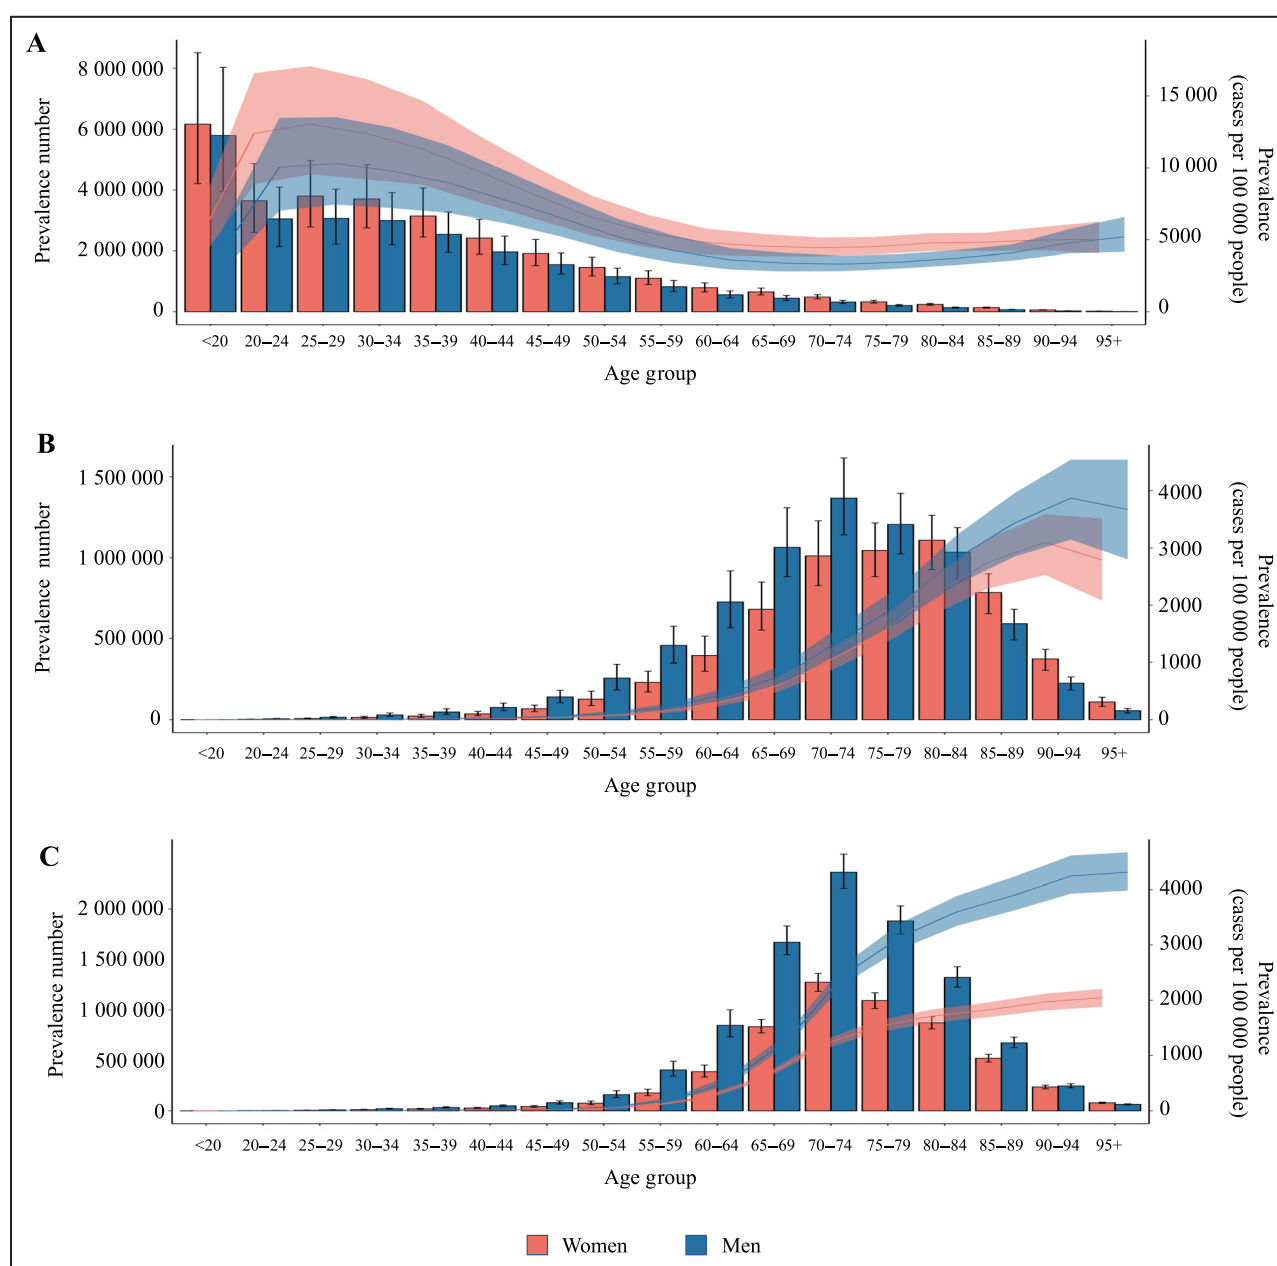 A
Prevalence number
8 000 000
6 000 000
4 000 000
2 000 000
0
15 000
10 000
5000
0
Prevalence
(cases per 100 000 people)
<20 20–24 25–29 30–34 35–39 40–44 45–49 50–54 55–59 60–64 65–69 70–74 75–79 80–84 85–89 90–94 95+
Age group
B
Prevalence number
1 500 000
1 000 000
500 000
0
4000
3000
2000
1000
0
Prevalence
(cases per 100 000 people)
<20 20–24 25–29 30–34 35–39 40–44 45–49 50–54 55–59 60–64 65–69 70–74 75–79 80–84 85–89 90–94 95+
Age group
C
Prevalence number
2 000 000
1 500 000
1 000 000
500 000
0
4000
3000
2000
1000
0
Prevalence
(cases per 100 000 people)
<20 20–24 25–29 30–34 35–39 40–44 45–49 50–54 55–59 60–64 65–69 70–74 75–79 80–84 85–89 90–94 95+
Age group
Women Men